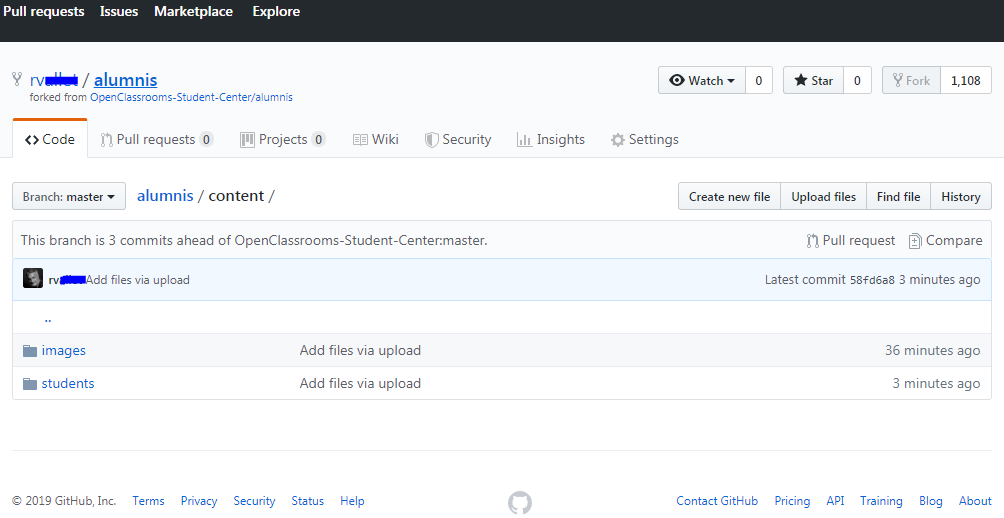 Pull requests Issues Marketplace Explore
/ alumnis
Watch 0 Star 0 Fork 1,108
forked from OpenClassrooms-Student-Center/alumnis
Code Pull requests 0 Projects 0 Wiki Security Insights Settings
Branch: master alumnis / content / Create new file Upload files Find file History
This branch is 3 commits ahead of OpenClassrooms-Student-Center:master. Pull request Compare
Add files via upload Latest commit 58fd6a8 3 minutes ago
..
images Add files via upload 36 minutes ago
students Add files via upload 3 minutes ago
© 2019 GitHub, Inc. Terms Privacy Security Status Help Contact GitHub Pricing API Training Blog About